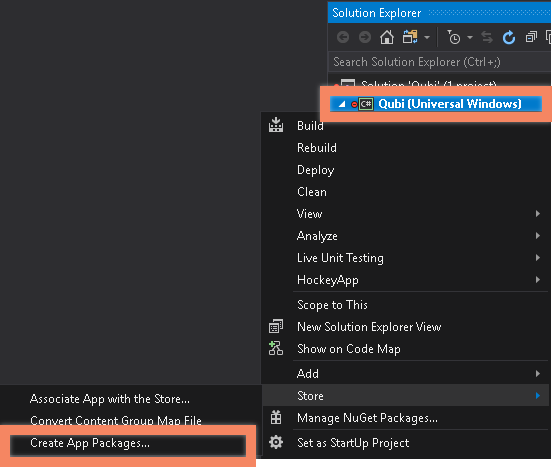 Solution Explorer
Search Solution Explorer (Ctrl+;)
Solution 'Qubi' (1 project)
C# Qubi (Universal Windows)
Build
Rebuild
Deploy
Clean
View
Analyze
Live Unit Testing
HockeyApp
Scope to This
New Solution Explorer View
Show on Code Map
Add
Store
Manage NuGet Packages...
Set as StartUp Project
Associate App with the Store...
Convert Content Group Map File
Create App Packages...